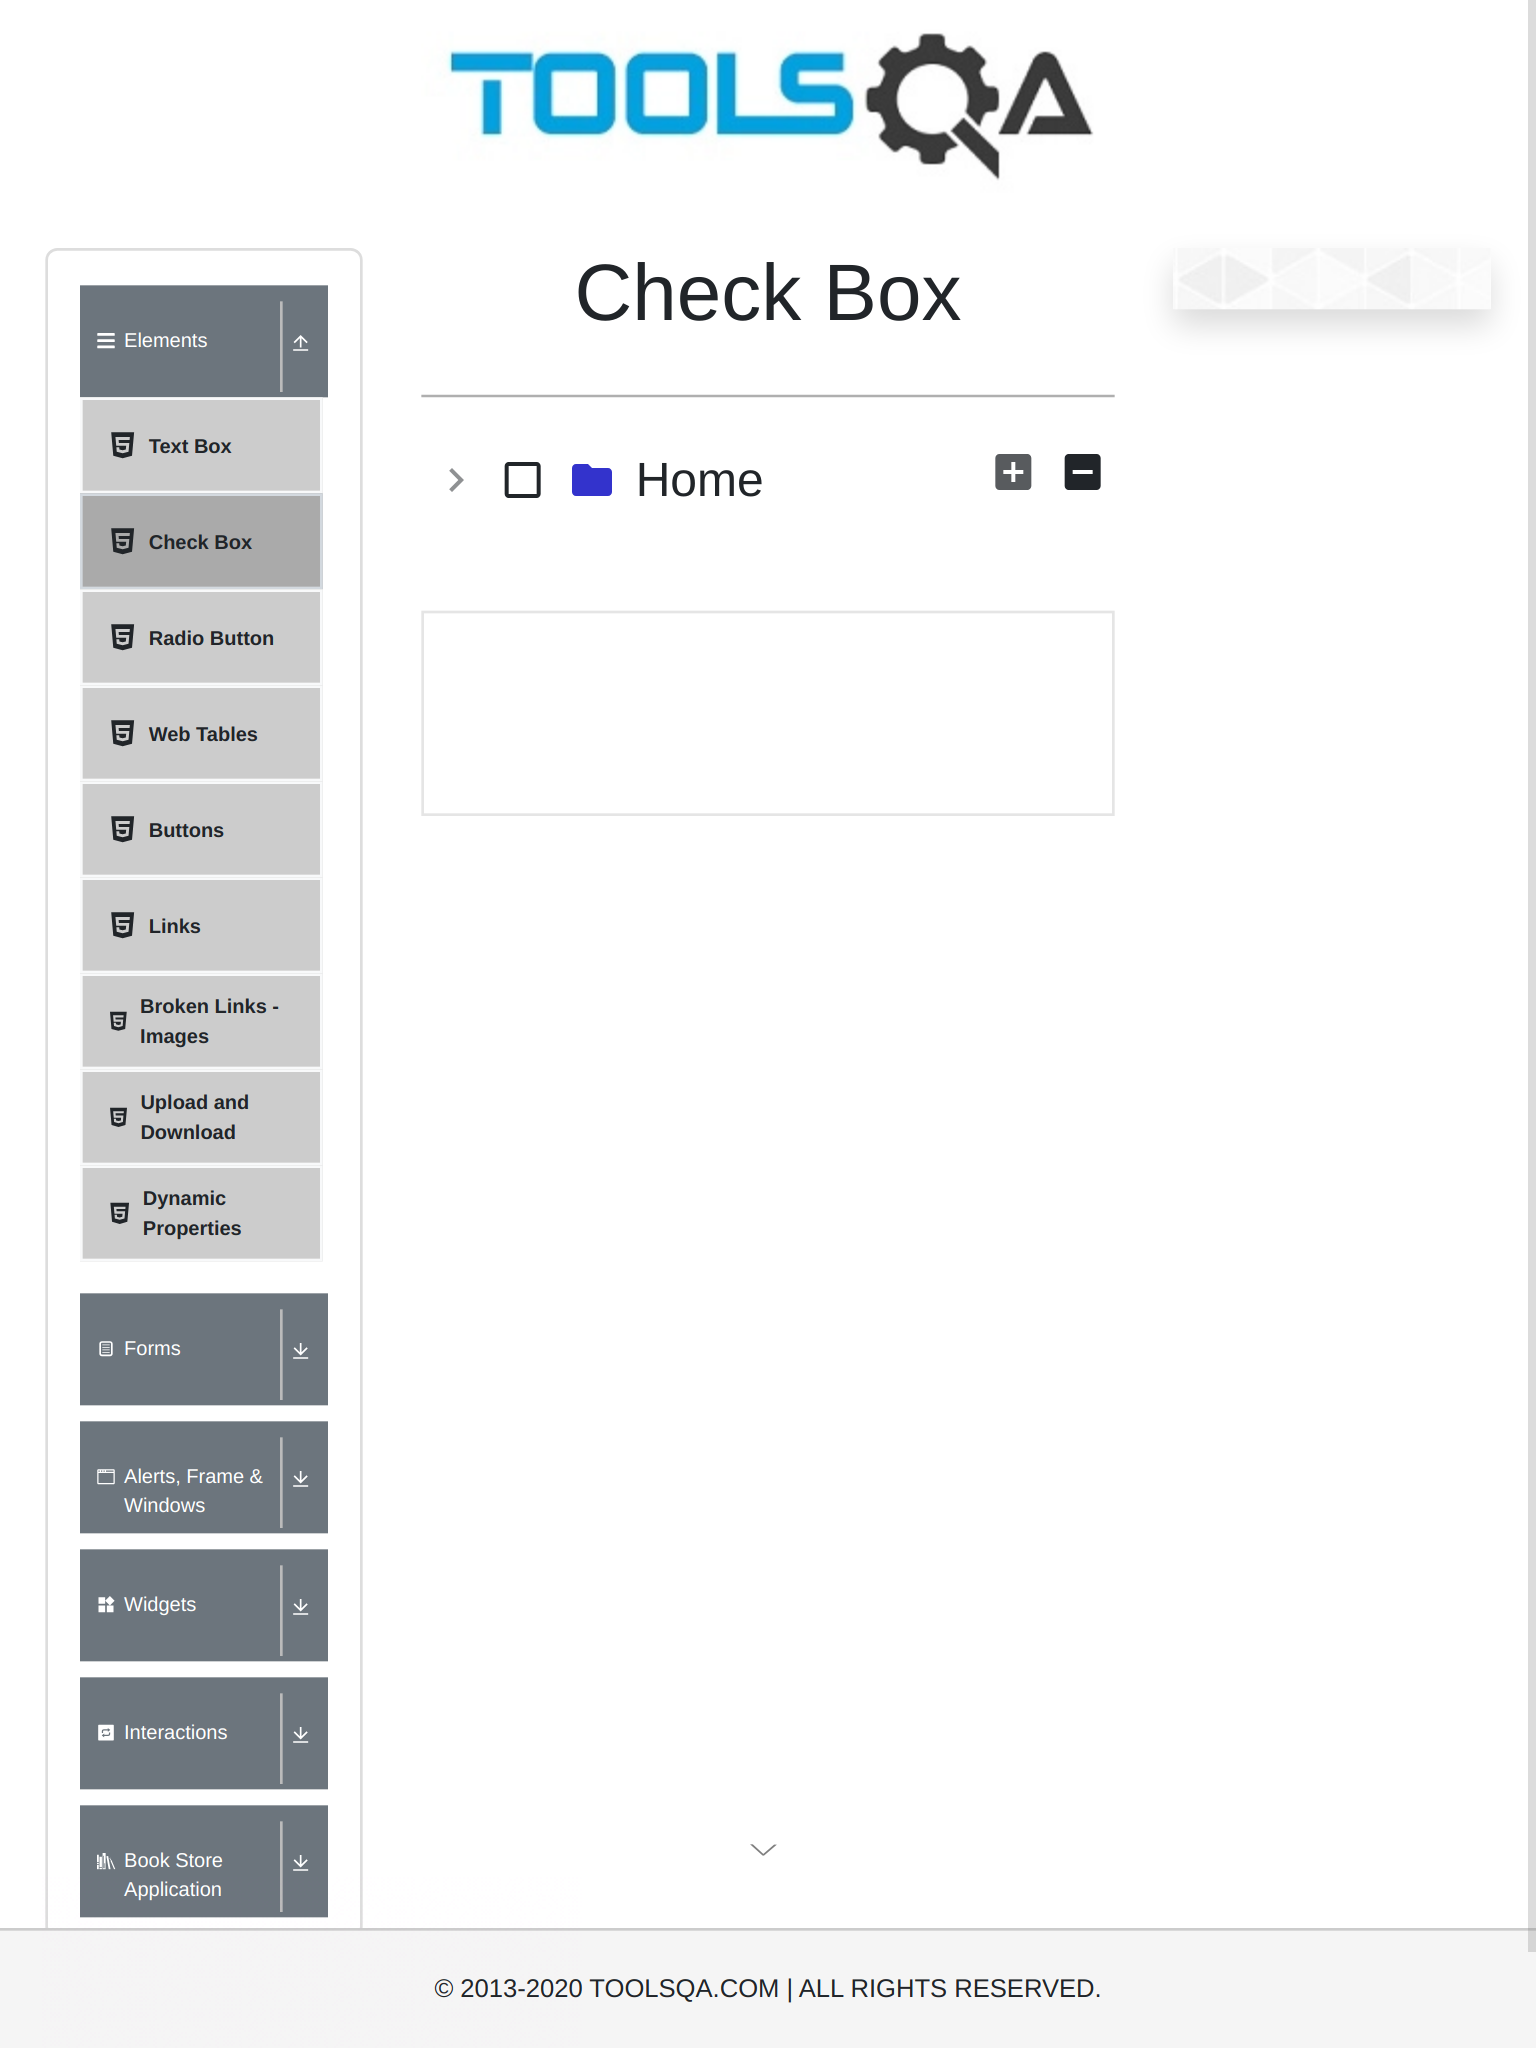 TOOLSQA
Check Box
Elements
Text Box
Check Box
Radio Button
Web Tables
Buttons
Links
Broken Links -
Images
Upload and
Download
Dynamic
Properties
Forms
Alerts, Frame &
Windows
Widgets
Interactions
Book Store
Application
Home
© 2013-2020 TOOLSQA.COM | ALL RIGHTS RESERVED.